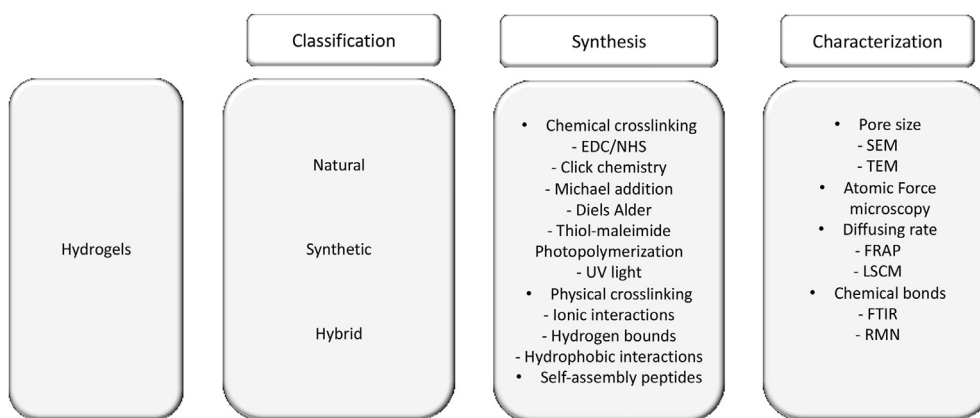 Classification
Synthesis
Characterization
Hydrogels
Natural
Synthetic
Hybrid
• Chemical crosslinking
- EDC/NHS
- Click chemistry
- Michael addition
- Diels Alder
- Thiol-maleimide
Photopolymerization
- UV light
• Physical crosslinking
- Ionic interactions
- Hydrogen bounds
- Hydrophobic interactions
• Self-assembly peptides
• Pore size
- SEM
- TEM
• Atomic Force
microscopy
• Diffusing rate
- FRAP
- LSCM
• Chemical bonds
- FTIR
- RMN